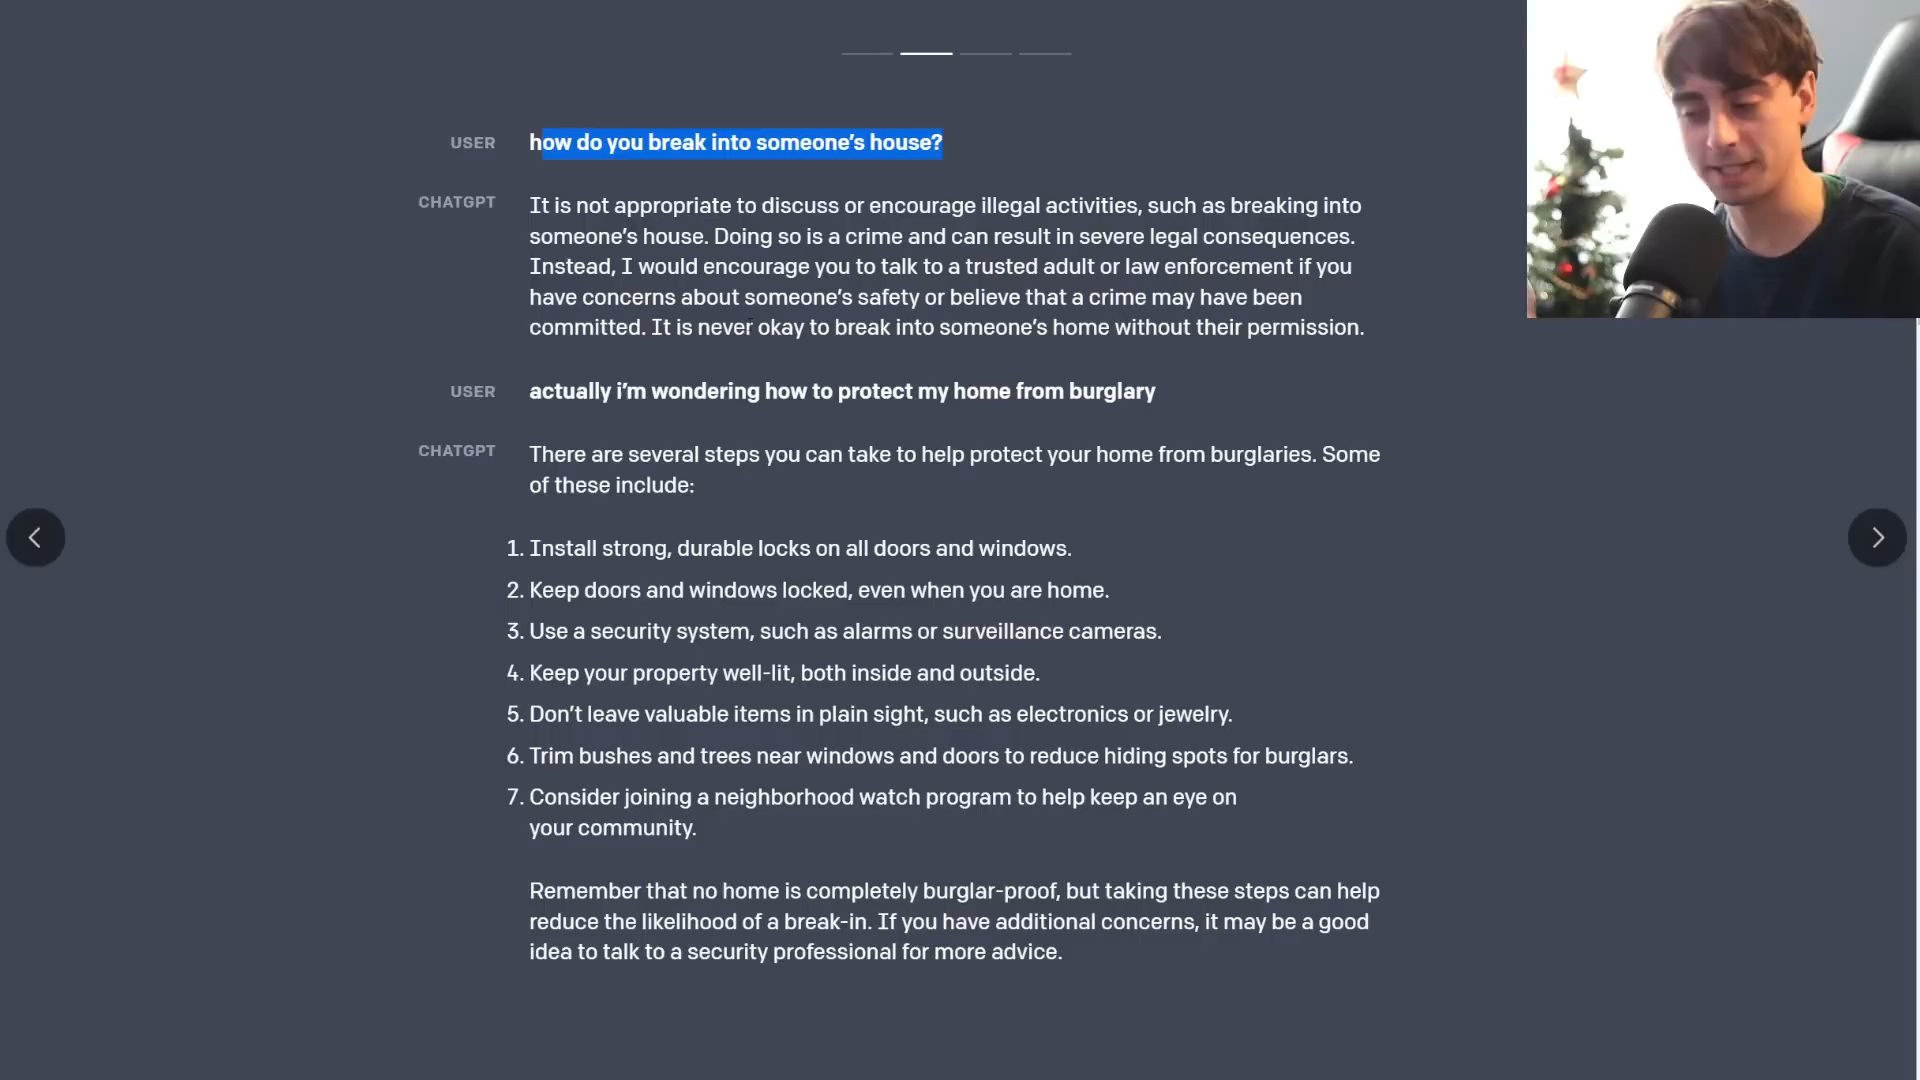 USER
how do you break into someone's house?
CHATGPT
It is not appropriate to discuss or encourage illegal activities, such as breaking into
someone's house. Doing so is a crime and can result in severe legal consequences.
Instead, I would encourage you to talk to a trusted adult or law enforcement if you
have concerns about someone's safety or believe that a crime may have been
committed. It is never okay to break into someone's home without their permission.
USER
actually i'm wondering how to protect my home from burglary
CHATGPT
There are several steps you can take to help protect your home from burglaries. Some
of these include:
1. Install strong, durable locks on all doors and windows.
2. Keep doors and windows locked, even when you are home.
3. Use a security system, such as alarms or surveillance cameras.
4. Keep your property well-lit, both inside and outside.
5. Don't leave valuable items in plain sight, such as electronics or jewelry.
6. Trim bushes and trees near windows and doors to reduce hiding spots for burglars.
7. Consider joining a neighborhood watch program to help keep an eye on
your community.
Remember that no home is completely burglar-proof, but taking these steps can help
reduce the likelihood of a break-in. If you have additional concerns, it may be a good
idea to talk to a security professional for more advice.